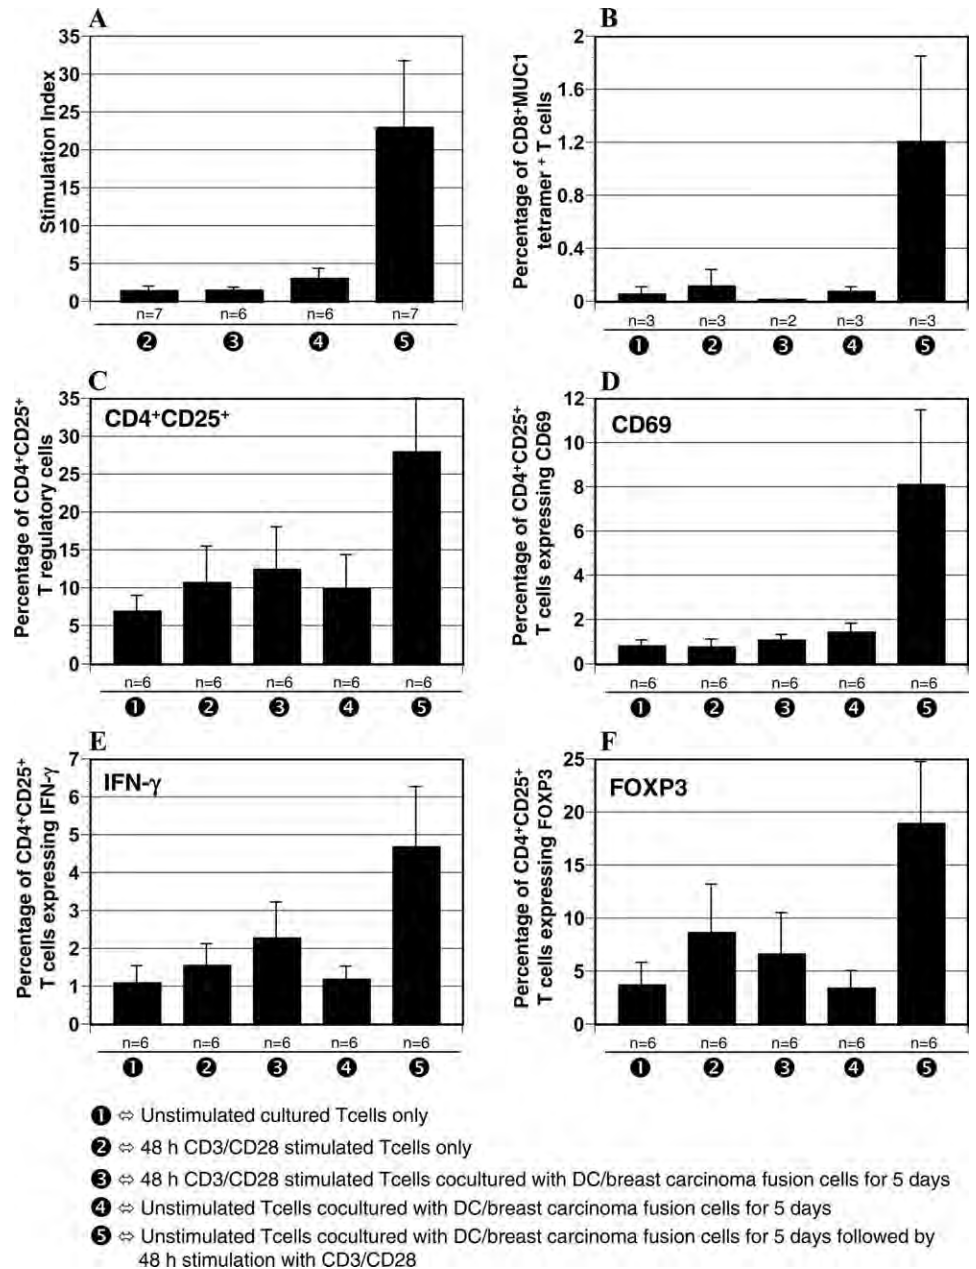 A
35
30
25
20
15
10
5
0
Stimulation Index
n=7 n=6 n=6 n=7
❷ ❸ ❹ ❺
B
2
1.6
1.2
0.8
0.4
0
Percentage of CD8⁺MUC1
tetramer ⁺ T cells
n=3 n=3 n=2 n=3 n=3
❶ ❷ ❸ ❹ ❺
C
CD4⁺CD25⁺
35
30
25
20
15
10
5
0
Percentage of CD4⁺CD25⁺
T regulatory cells
n=6 n=6 n=6 n=6 n=6
❶ ❷ ❸ ❹ ❺
D
CD69
12
10
8
6
4
2
0
Percentage of CD4⁺CD25⁺
T cells expressing CD69
n=6 n=6 n=6 n=6 n=6
❶ ❷ ❸ ❹ ❺
E
IFN-γ
7
6
5
4
3
2
1
0
Percentage of CD4⁺CD25⁺
T cells expressing IFN-γ
n=6 n=6 n=6 n=6 n=6
❶ ❷ ❸ ❹ ❺
F
FOXP3
25
20
15
10
5
0
Percentage of CD4⁺CD25⁺
T cells expressing FOXP3
n=6 n=6 n=6 n=6 n=6
❶ ❷ ❸ ❹ ❺
❶ ⇔ Unstimulated cultured Tcells only
❷ ⇔ 48 h CD3/CD28 stimulated Tcells only
❸ ⇔ 48 h CD3/CD28 stimulated Tcells cocultured with DC/breast carcinoma fusion cells for 5 days
❹ ⇔ Unstimulated Tcells cocultured with DC/breast carcinoma fusion cells for 5 days
❺ ⇔ Unstimulated Tcells cocultured with DC/breast carcinoma fusion cells for 5 days followed by
48 h stimulation with CD3/CD28